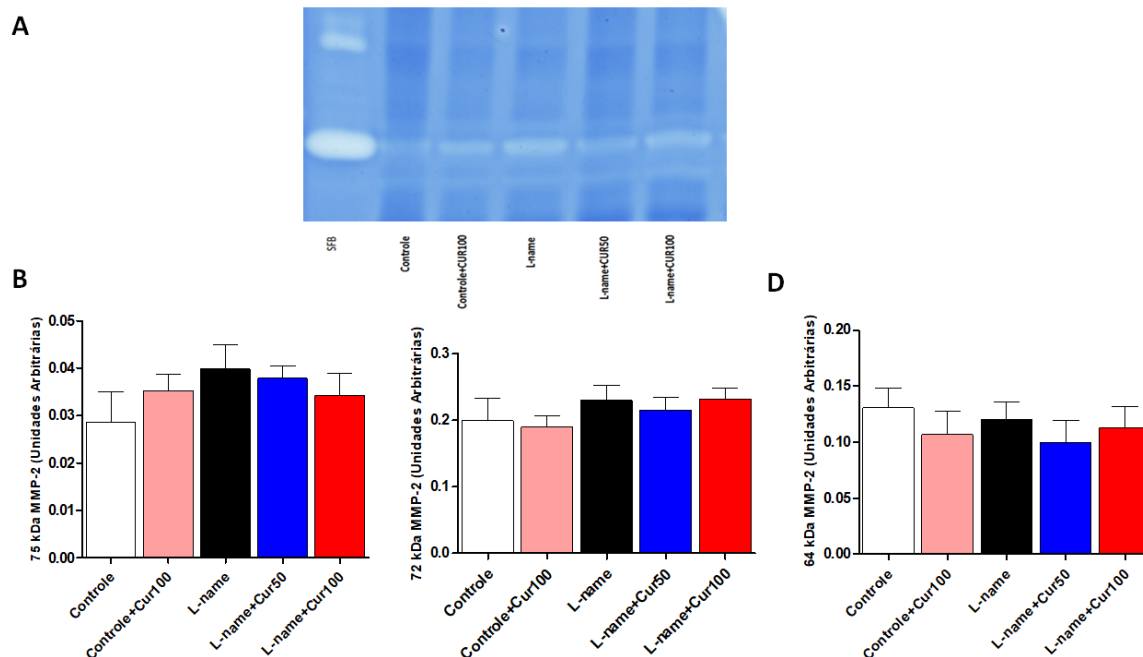 A
SFB
Controle
Controle+CUR100
L-name
L-name+CUR50
L-name+CUR100
B
75 kDa MMP-2 (Unidades Arbitrárias)
0.05
0.04
0.03
0.02
0.01
0.00
Controle
Controle+Cur100
L-name
L-name+Cur50
L-name+Cur100
72 kDa MMP-2 (Unidades Arbitrárias)
0.3
0.2
0.1
0.0
Controle
Controle+Cur100
L-name
L-name+Cur50
L-name+Cur100
D
64 kDa MMP-2 (Unidades Arbitrárias)
0.20
0.15
0.10
0.05
0.00
Controle
Controle+Cur100
L-name
L-name+Cur50
L-name+Cur100